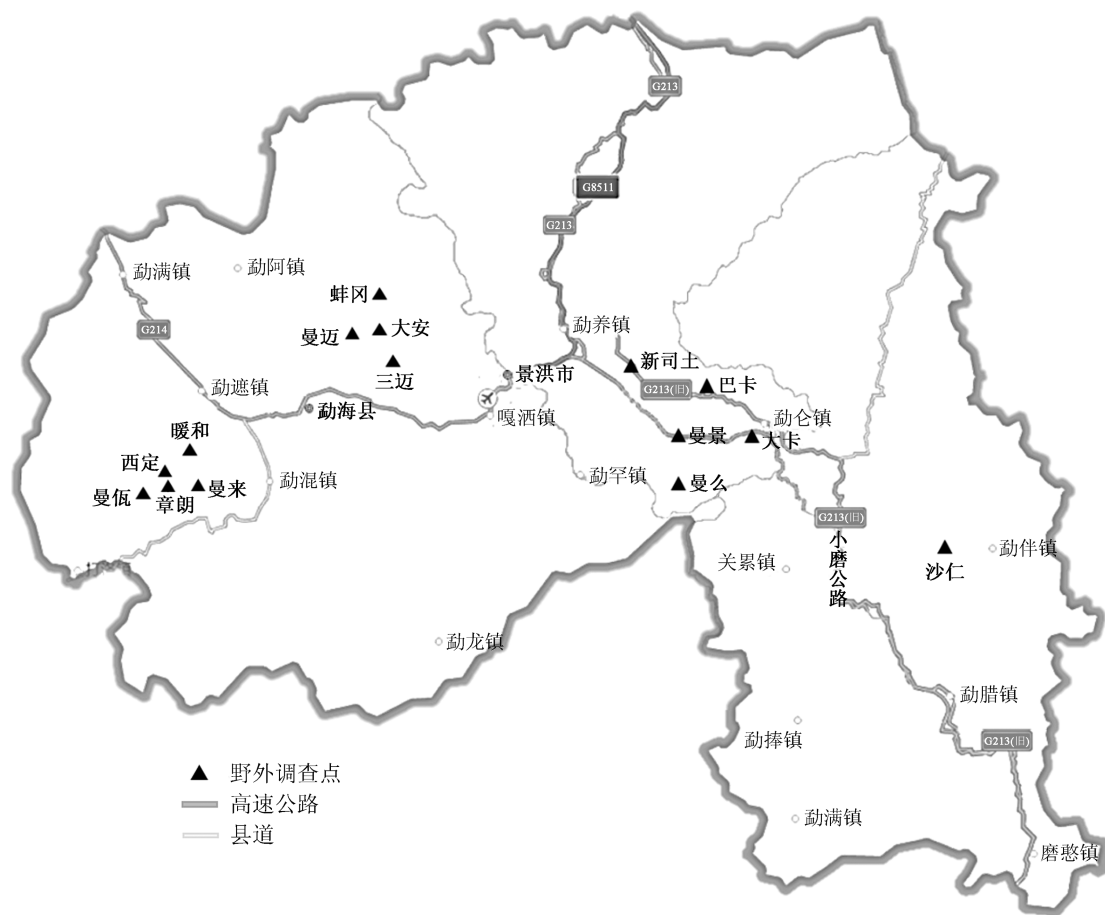 G213
G8511
G213
勐满镇
勐阿镇
蚌冈
G214
曼迈
大安
勐养镇
三迈
新司土
景洪市
G213(旧)
巴卡
勐遮镇
勐海县
嘎洒镇
勐仑镇
暖和
曼景
大卡
西定
勐混镇
勐罕镇
曼么
曼佤
章朗
曼来
G213(旧)
小磨公路
关累镇
沙仁
勐伴镇
勐龙镇
勐腊镇
勐捧镇
G213(旧)
勐满镇
磨憨镇
野外调查点
高速公路
县道